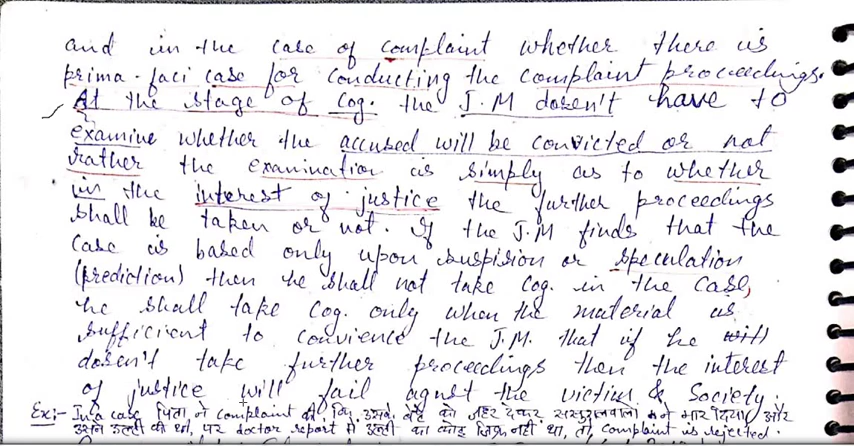 and in the case of complaint whether there is
prima-faci case for conducting the complaint proceedings.
At the stage of Cog. the J.M doesn't have to
examine whether the accused will be convicted or not
rather the examination is simply as to whether
in the interest of justice the further proceedings
shall be taken or not. If the J.M finds that the
case is based only upon suspision or speculation
(prediction) then he shall not take Cog. in the case,
he shall take Cog. only when the material is
sufficient to convience the J.M. that if he will
doesn't take further proceedings then the interest
of justice will fail agnst the victim & Society.
Ex:- In a case पिता ने complaint की कि उसके बेटे को जहर देकर ससुरालवालों ने मार दिया और
उसने उल्टी की थी, पर doctor report में उल्टी का कोई जिक्र नहीं था, तो complaint is rejected.